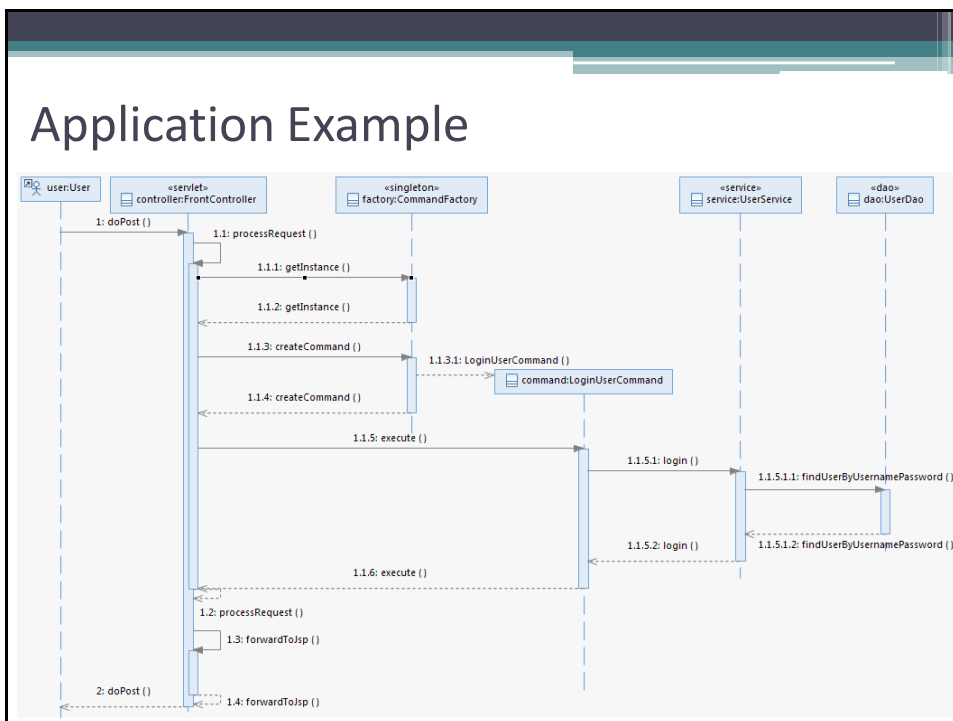 Application Example
user:User
«servlet»
controller:FrontController
«singleton»
factory:CommandFactory
«service»
service:UserService
«dao»
dao:UserDao
1: doPost ( )
1.1: processRequest ( )
1.1.1: getInstance ( )
1.1.2: getInstance ( )
1.1.3: createCommand ( )
1.1.3.1: LoginUserCommand ( )
command:LoginUserCommand
1.1.4: createCommand ( )
1.1.5: execute ( )
1.1.5.1: login ( )
1.1.5.1.1: findUserByUsernamePassword ( )
1.1.5.2: login ( )
1.1.5.1.2: findUserByUsernamePassword ( )
1.1.6: execute ( )
1.2: processRequest ( )
1.3: forwardToJsp ( )
2: doPost ( )
1.4: forwardToJsp ( )